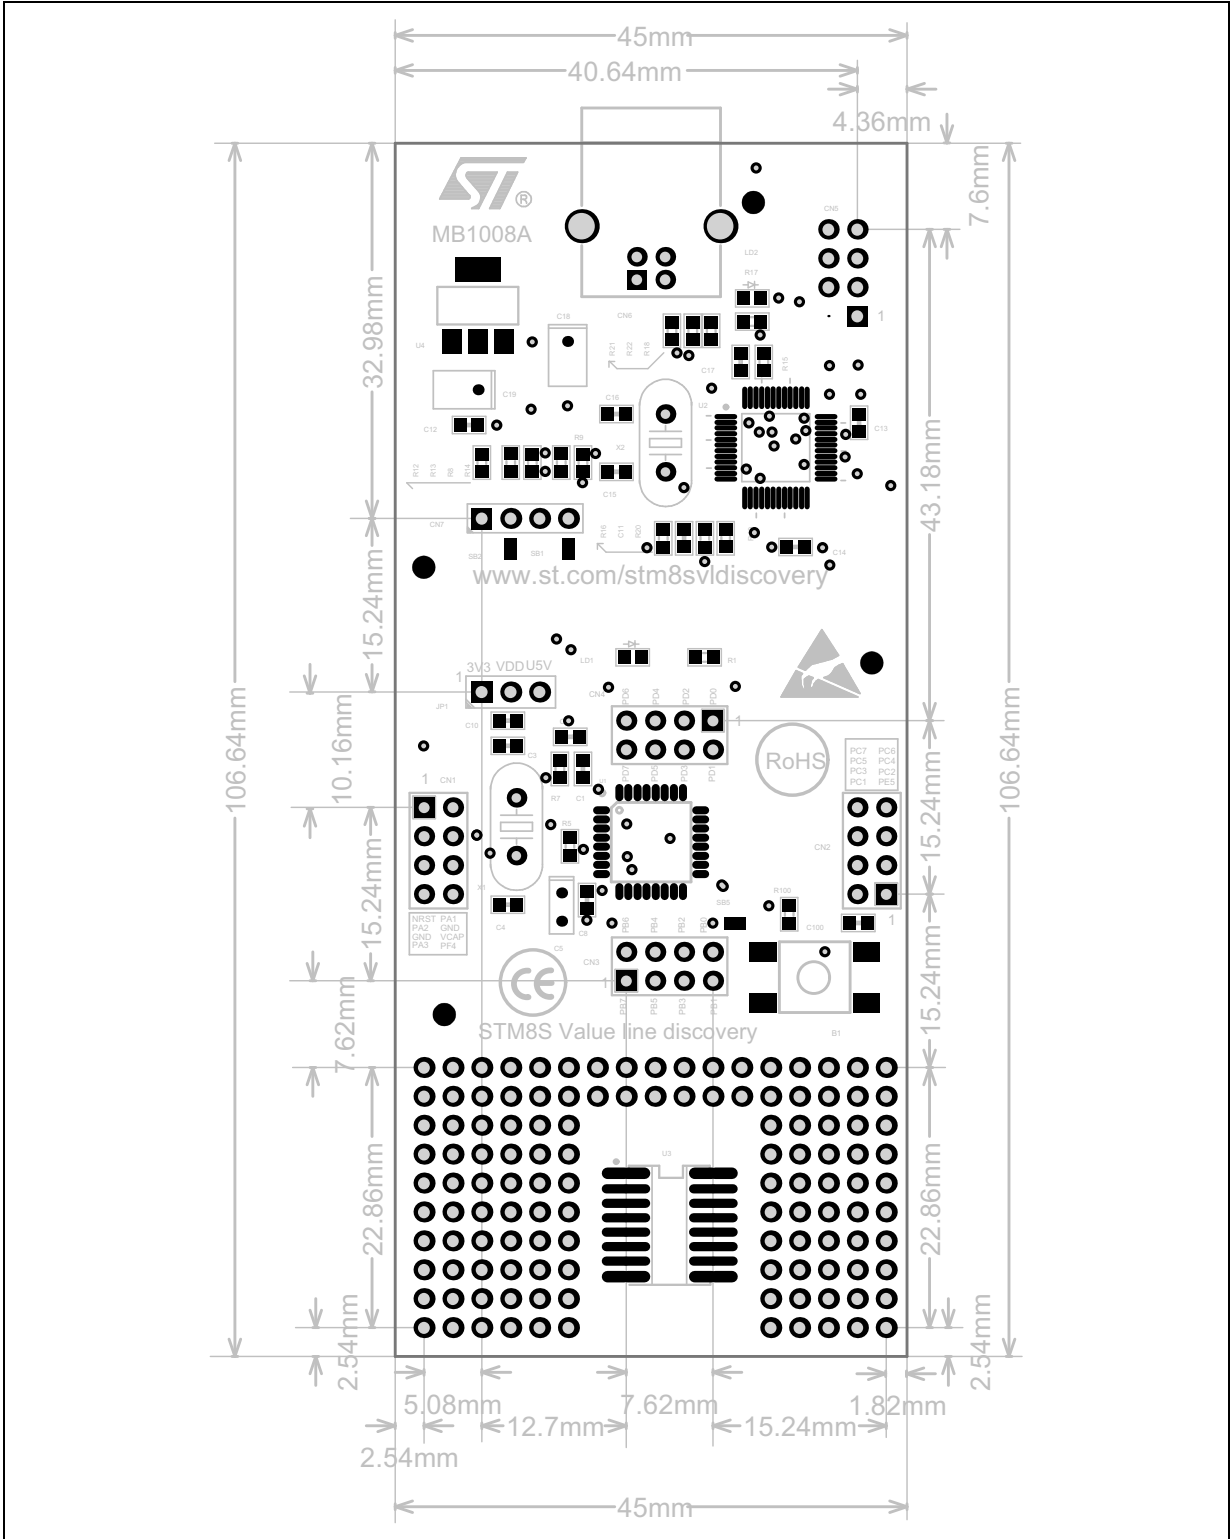 45mm
40.64mm
4.36mm
7.6mm
106.64mm
32.98mm
ST®
MB1008A
CN5
LD2
R17
1
C18
CN6
U4
R21
R22
R18
C17
R15
43.18mm
C19
C16
U2
C12
C13
R9
X2
R12
R13
R8
R14
C15
CN7
R16
C11
R20
SB2
SB1
C14
www.st.com/stm8svldiscovery
15.24mm
LD1
R1
3V3 VDD U5V
1
JP1
CN4
PD6
PD4
PD2
PD0
1
C10
C3
PD7
PD5
PD3
PD1
RoHS
PC7 PC6
PC5 PC4
PC3 PC2
PC1 PE5
10.16mm
106.64mm
1 CN1
R7
C1
R5
CN2
15.24mm
X1
R100
1
SB5
C4
C5
C6
C100
NRST PA1
PA2 GND
GND VCAP
PA3 PF4
15.24mm
PB6
PB4
PB2
PB0
CN3
1
PB7
PB5
PB3
PB1
CE
B1
15.24mm
7.62mm
STM8S Value line discovery
U3
22.86mm
22.86mm
2.54mm
2.54mm
5.08mm
7.62mm
1.82mm
12.7mm
15.24mm
2.54mm
45mm